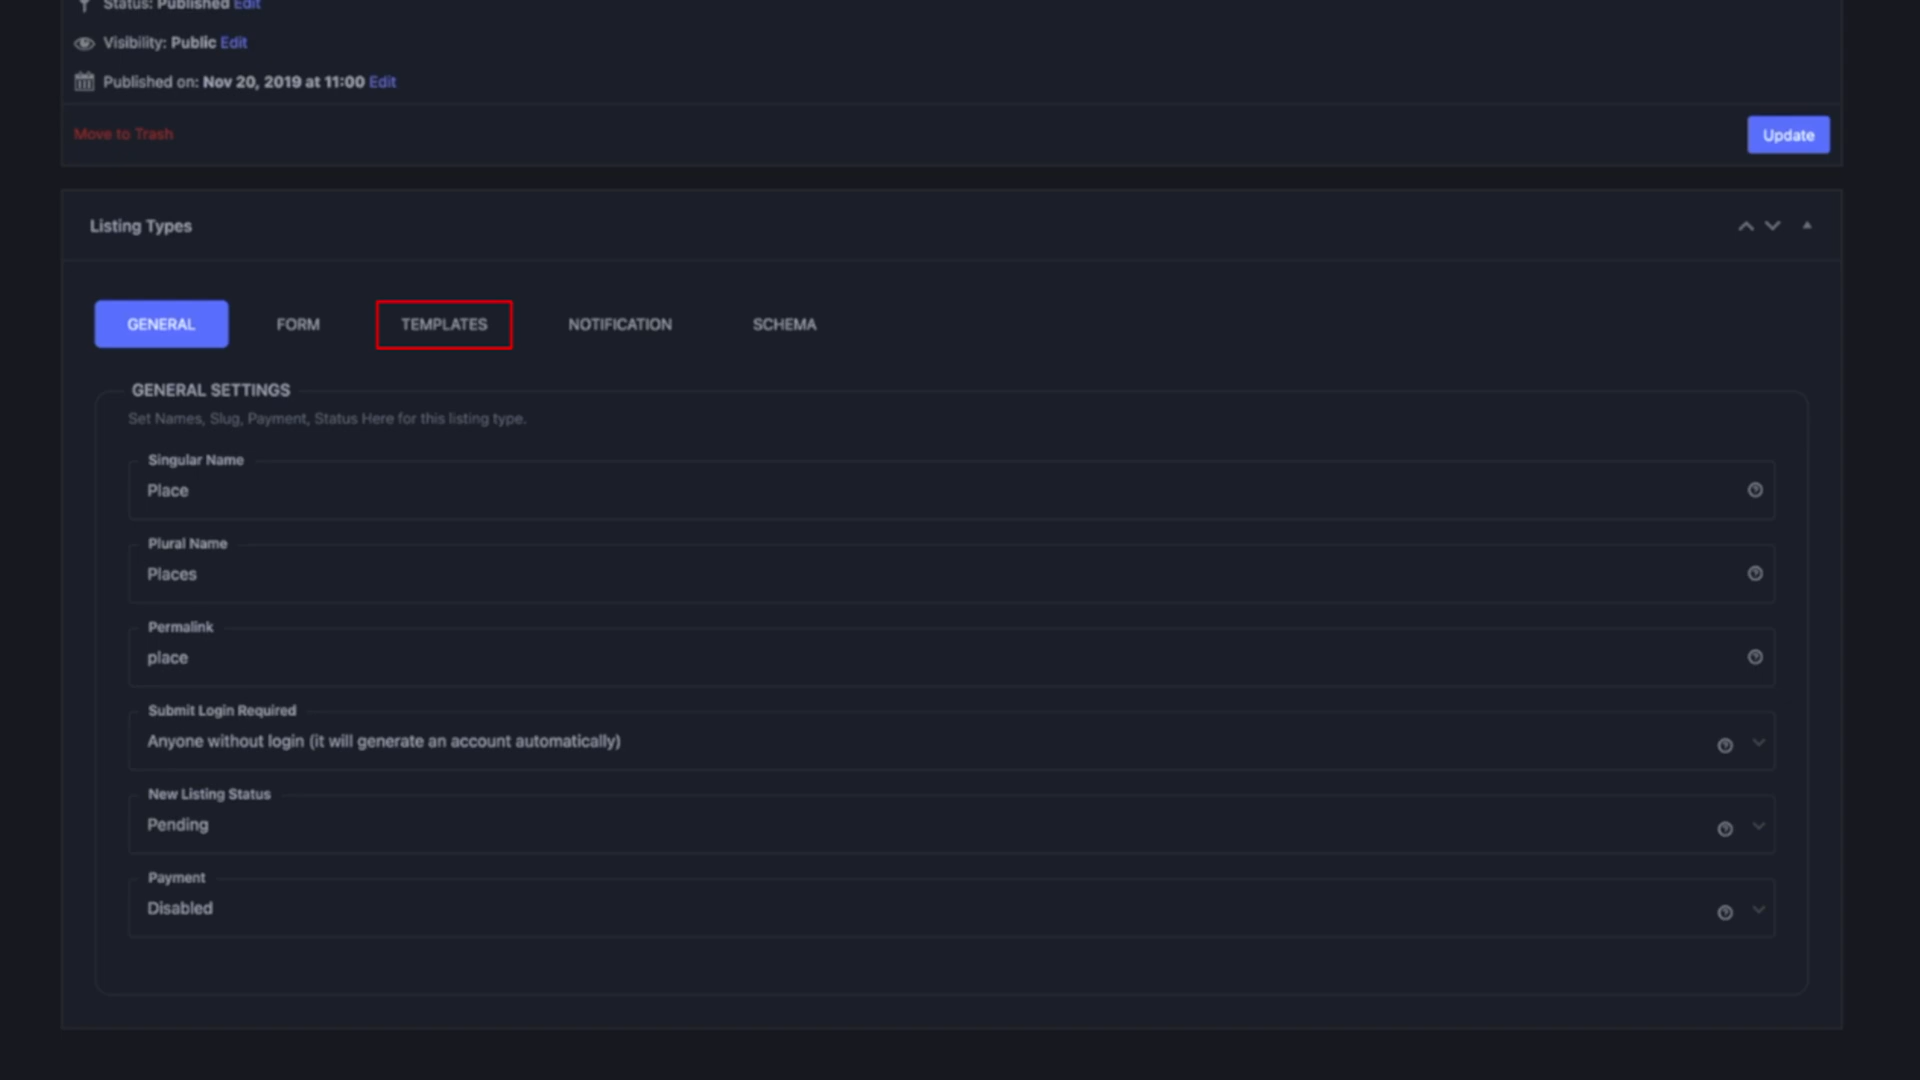 Status: Published Edit
Visibility: Public Edit
Published on: Nov 20, 2019 at 11:00 Edit
Move to Trash
Update
Listing Types
GENERAL FORM TEMPLATES NOTIFICATION SCHEMA
GENERAL SETTINGS
Set Names, Slug, Payment, Status Here for this listing type.
Singular Name
Place
Plural Name
Places
Permalink
place
Submit Login Required
Anyone without login (it will generate an account automatically)
New Listing Status
Pending
Payment
Disabled